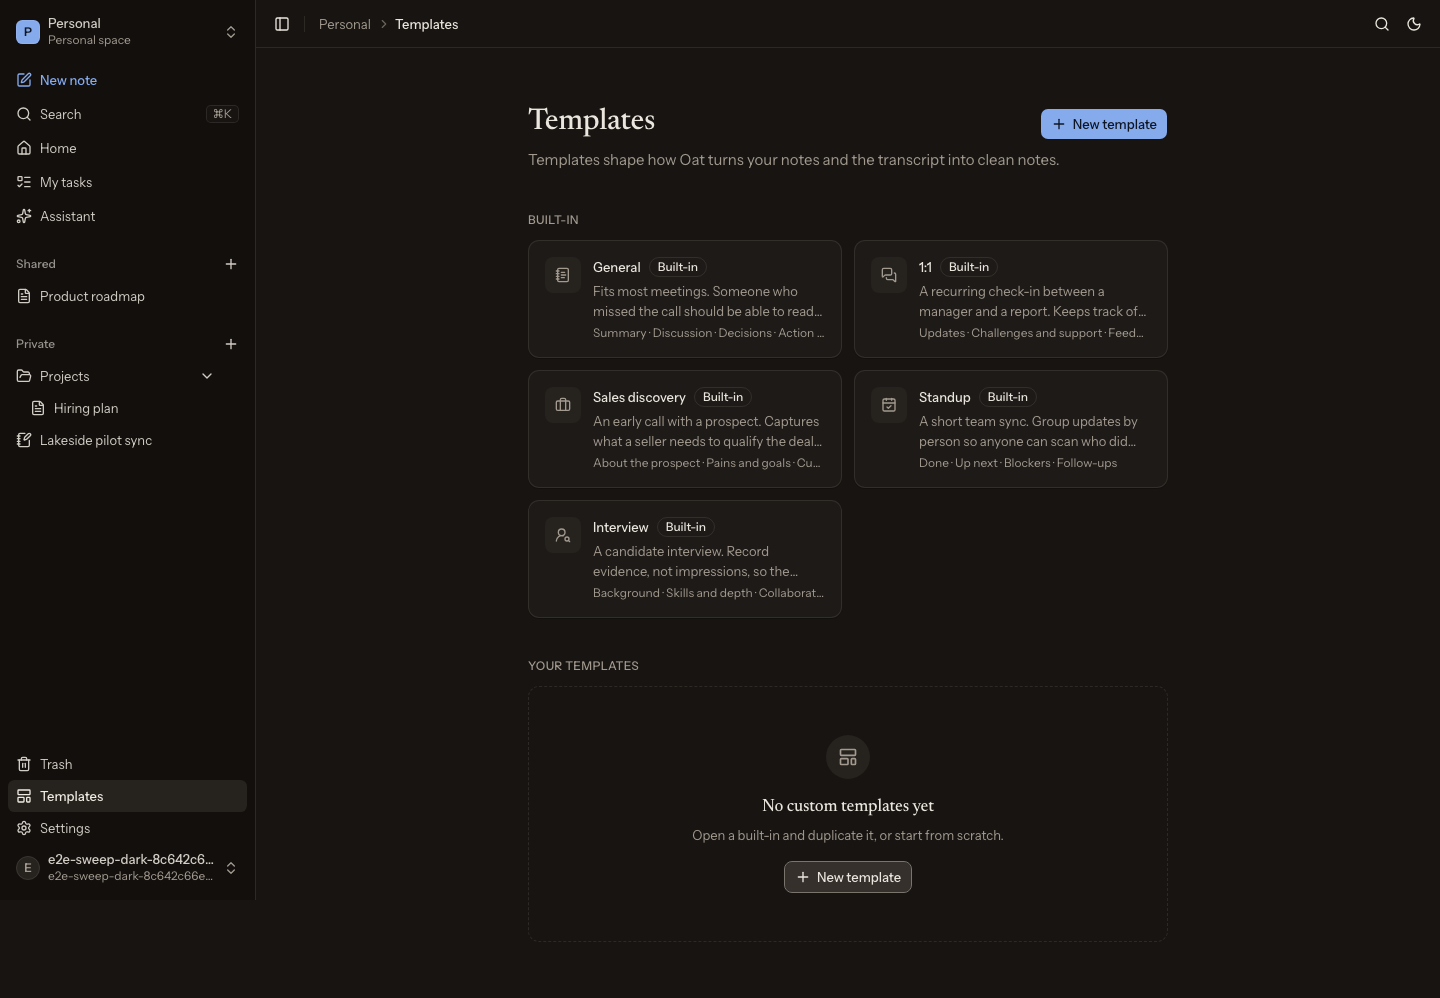 P
Personal
Personal space
New note
Search
⌘K
Home
My tasks
Assistant
Shared
Product roadmap
Private
Projects
Hiring plan
Lakeside pilot sync
Trash
Templates
Settings
E
e2e-sweep-dark-8c642c6...
e2e-sweep-dark-8c642c66e...
Personal
Templates
Templates
New template
Templates shape how Oat turns your notes and the transcript into clean notes.
BUILT-IN
General Built-in
Fits most meetings. Someone who
missed the call should be able to read...
Summary · Discussion · Decisions · Action ...
1:1 Built-in
A recurring check-in between a
manager and a report. Keeps track of...
Updates · Challenges and support · Feed...
Sales discovery Built-in
An early call with a prospect. Captures
what a seller needs to qualify the deal...
About the prospect · Pains and goals · Cu...
Standup Built-in
A short team sync. Group updates by
person so anyone can scan who did...
Done · Up next · Blockers · Follow-ups
Interview Built-in
A candidate interview. Record
evidence, not impressions, so the...
Background · Skills and depth · Collaborat...
YOUR TEMPLATES
No custom templates yet
Open a built-in and duplicate it, or start from scratch.
New template